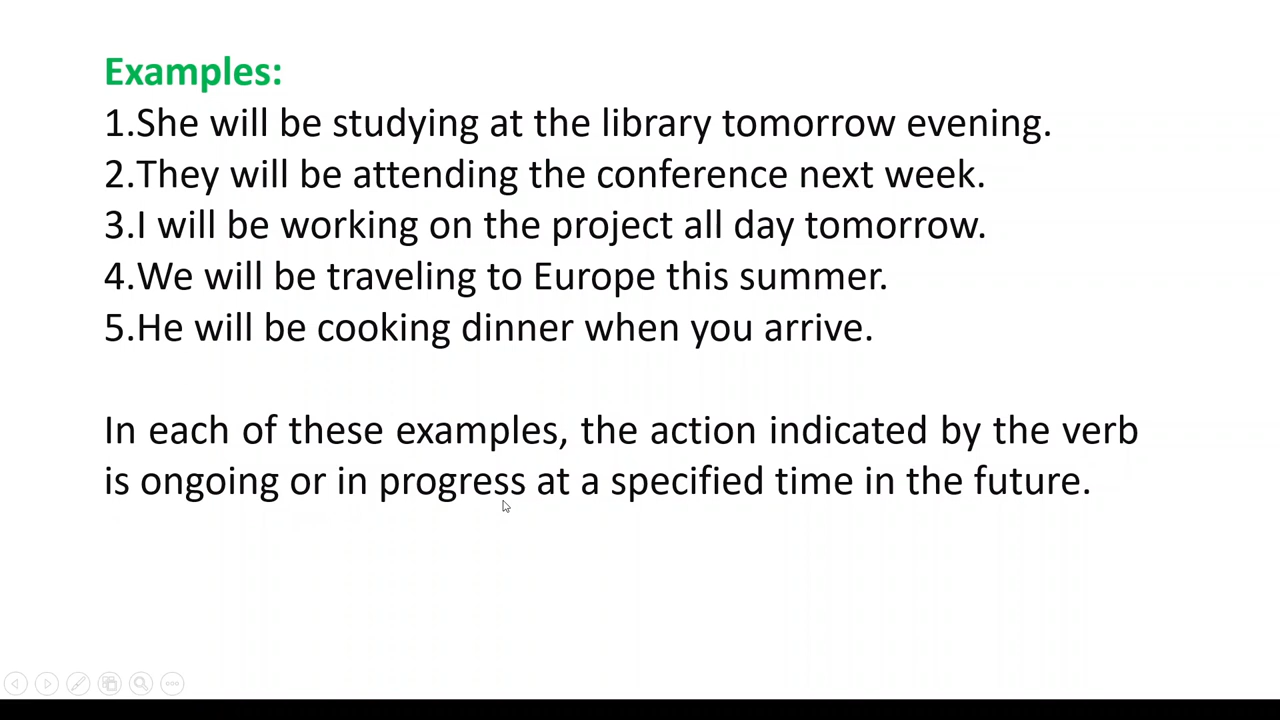 Examples:
1.She will be studying at the library tomorrow evening.
2.They will be attending the conference next week.
3.I will be working on the project all day tomorrow.
4.We will be traveling to Europe this summer.
5.He will be cooking dinner when you arrive.
In each of these examples, the action indicated by the verb
is ongoing or in progress at a specified time in the future.